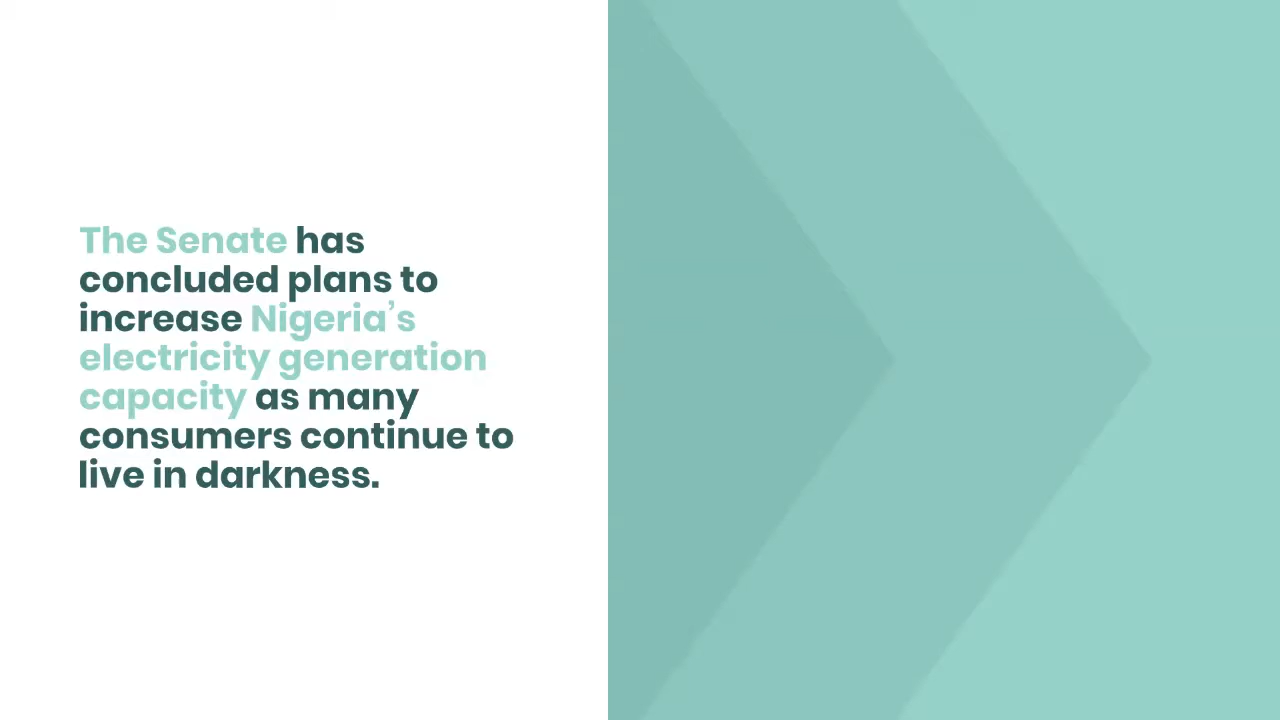 The Senate has
concluded plans to
increase Nigeria’s
electricity generation
capacity as many
consumers continue to
live in darkness.